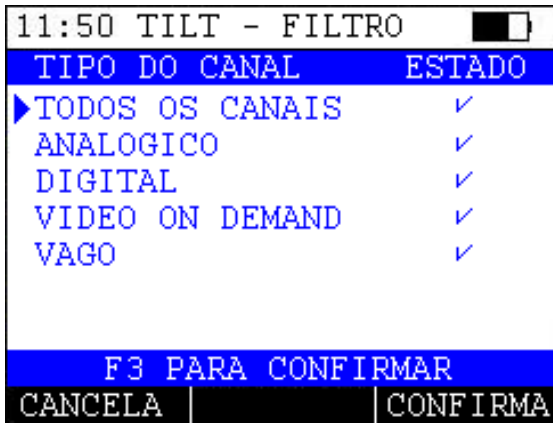 11:50 TILT - FILTRO
TIPO DO CANAL ESTADO
TODOS OS CANAIS ✓
ANALOGICO ✓
DIGITAL ✓
VIDEO ON DEMAND ✓
VAGO ✓
F3 PARA CONFIRMAR
CANCELA CONFIRMA